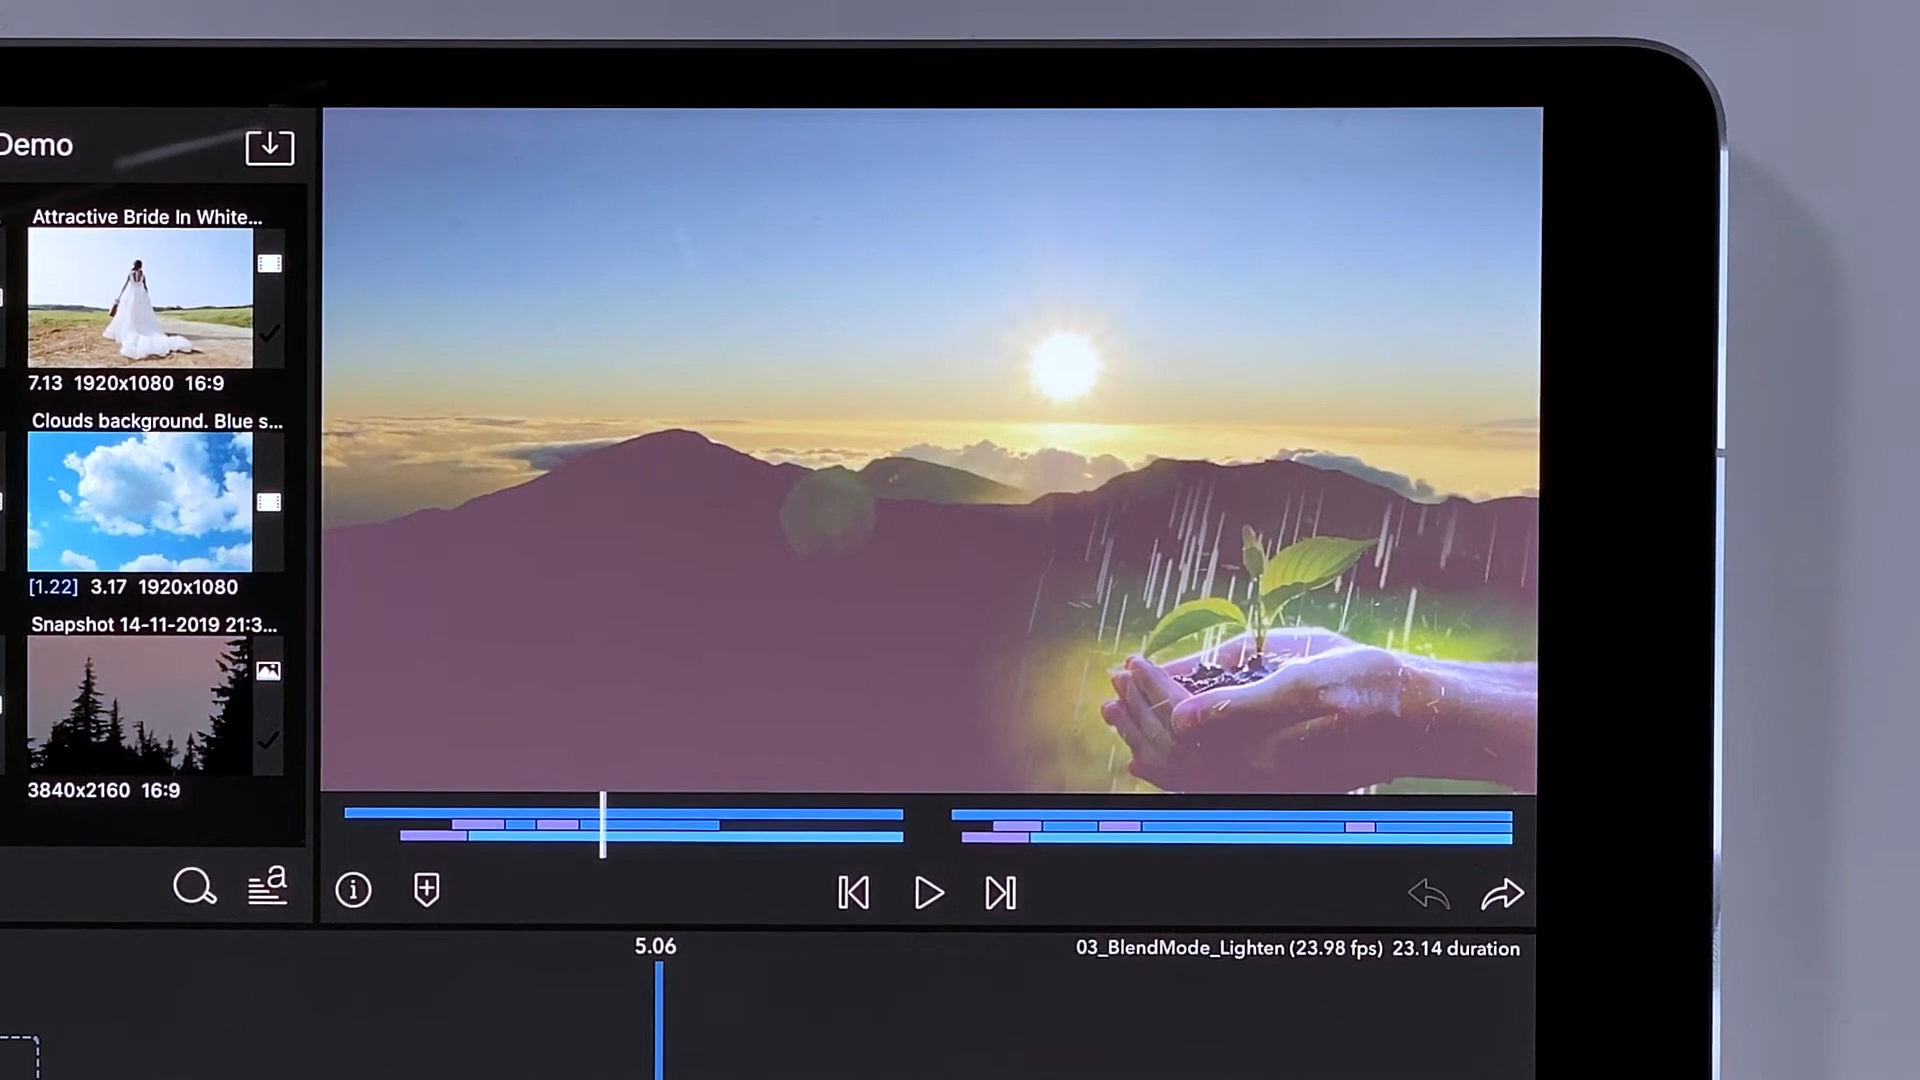 Demo
Attractive Bride In White...
7.13 1920x1080 16:9
Clouds background. Blue s...
[1.22] 3.17 1920x1080
Snapshot 14-11-2019 21:3...
3840x2160 16:9
a
5.06
03_BlendMode_Lighten (23.98 fps) 23.14 duration